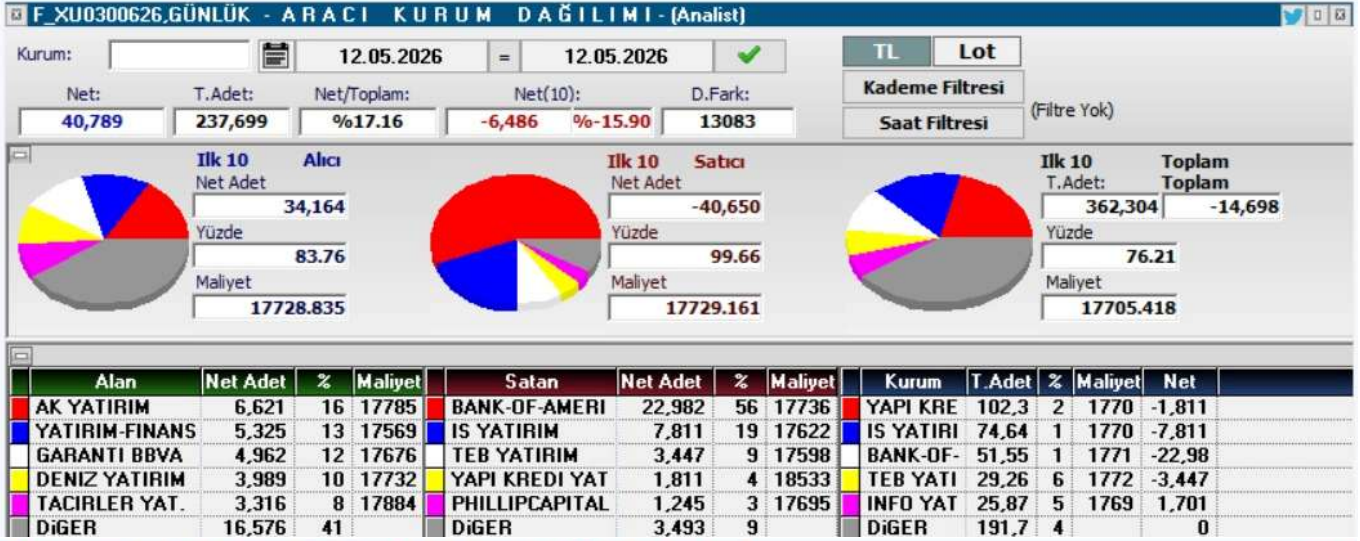 F_XU0300626,GÜNLÜK - A R A C I   K U R U M   D A Ğ I L I M I - (Analist)
Kurum: 12.05.2026 = 12.05.2026 TL Lot
Kademe Filtresi
Net: T.Adet: Net/Toplam: Net(10): D.Fark:
40,789 237,699 %17.16 -6,486 %-15.90 13083
Saat Filtresi (Filtre Yok)
Ilk 10 Alıcı
Net Adet
34,164
Yüzde
83.76
Maliyet
17728.835
Ilk 10 Satıcı
Net Adet
-40,650
Yüzde
99.66
Maliyet
17729.161
Ilk 10 Toplam
T.Adet: Toplam
362,304 -14,698
Yüzde
76.21
Maliyet
17705.418
Alan Net Adet % Maliyet Satan Net Adet % Maliyet Kurum T.Adet % Maliyet Net
AK YATIRIM 6,621 16 17785 BANK-OF-AMERI 22,982 56 17736 YAPI KRE 102,3 2 1770 -1,811
YATIRIM-FINANS 5,325 13 17569 IS YATIRIM 7,811 19 17622 IS YATIRI 74,64 1 1770 -7,811
GARANTI BBVA 4,962 12 17676 TEB YATIRIM 3,447 9 17598 BANK-OF- 51,55 1 1771 -22,98
DENIZ YATIRIM 3,989 10 17732 YAPI KREDI YAT 1,811 4 18533 TEB YATI 29,26 6 1772 -3,447
TACIRLER YAT. 3,316 8 17884 PHILLIPCAPITAL 1,245 3 17695 INFO YAT 25,87 5 1769 1,701
DiGER 16,576 41 DiGER 3,493 9 DiGER 191,7 4 0